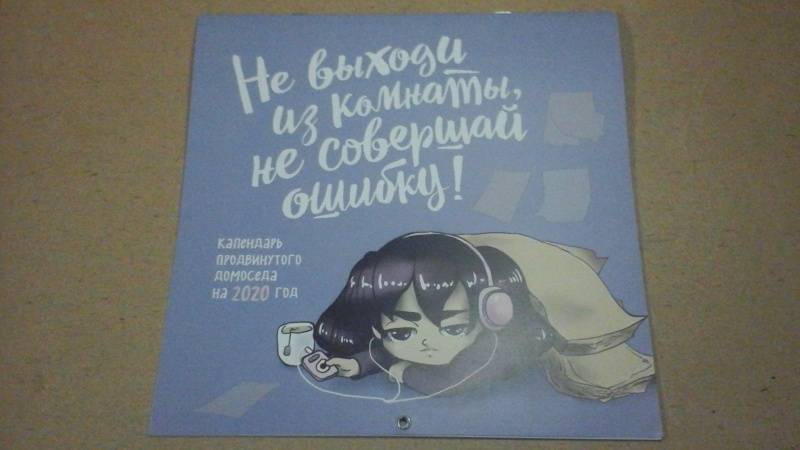 Не выходи
из комнаты,
не совершай
ошибку!
календарь
продвинутого
домоседа
на 2020 год